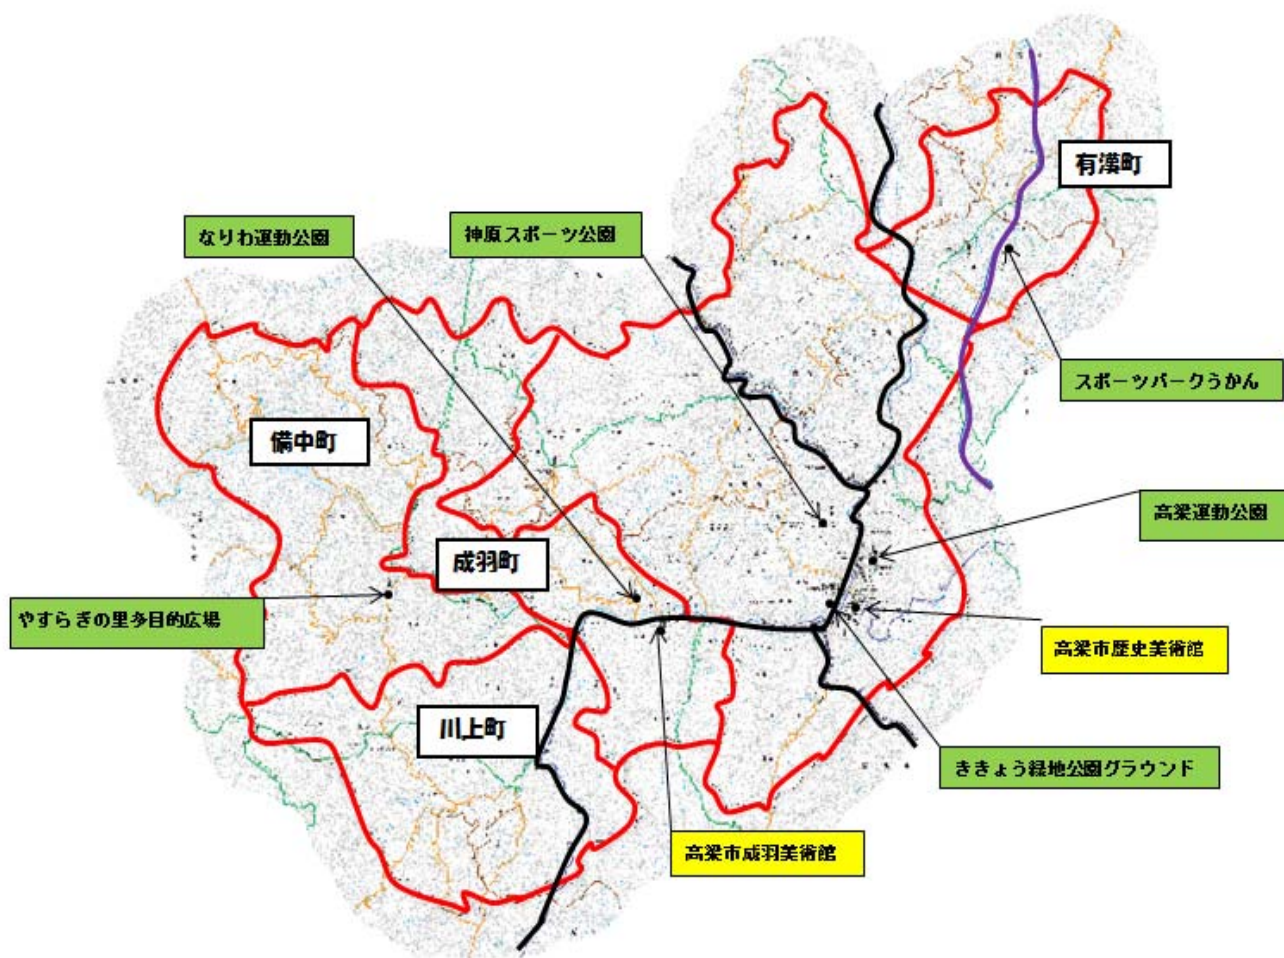 有漢町
なりわ運動公園
神原スポーツ公園
スポーツパークうかん
備中町
高梁運動公園
成羽町
やすらぎの里多目的広場
高梁市歴史美術館
川上町
ききょう緑地公園グラウンド
高梁市成羽美術館